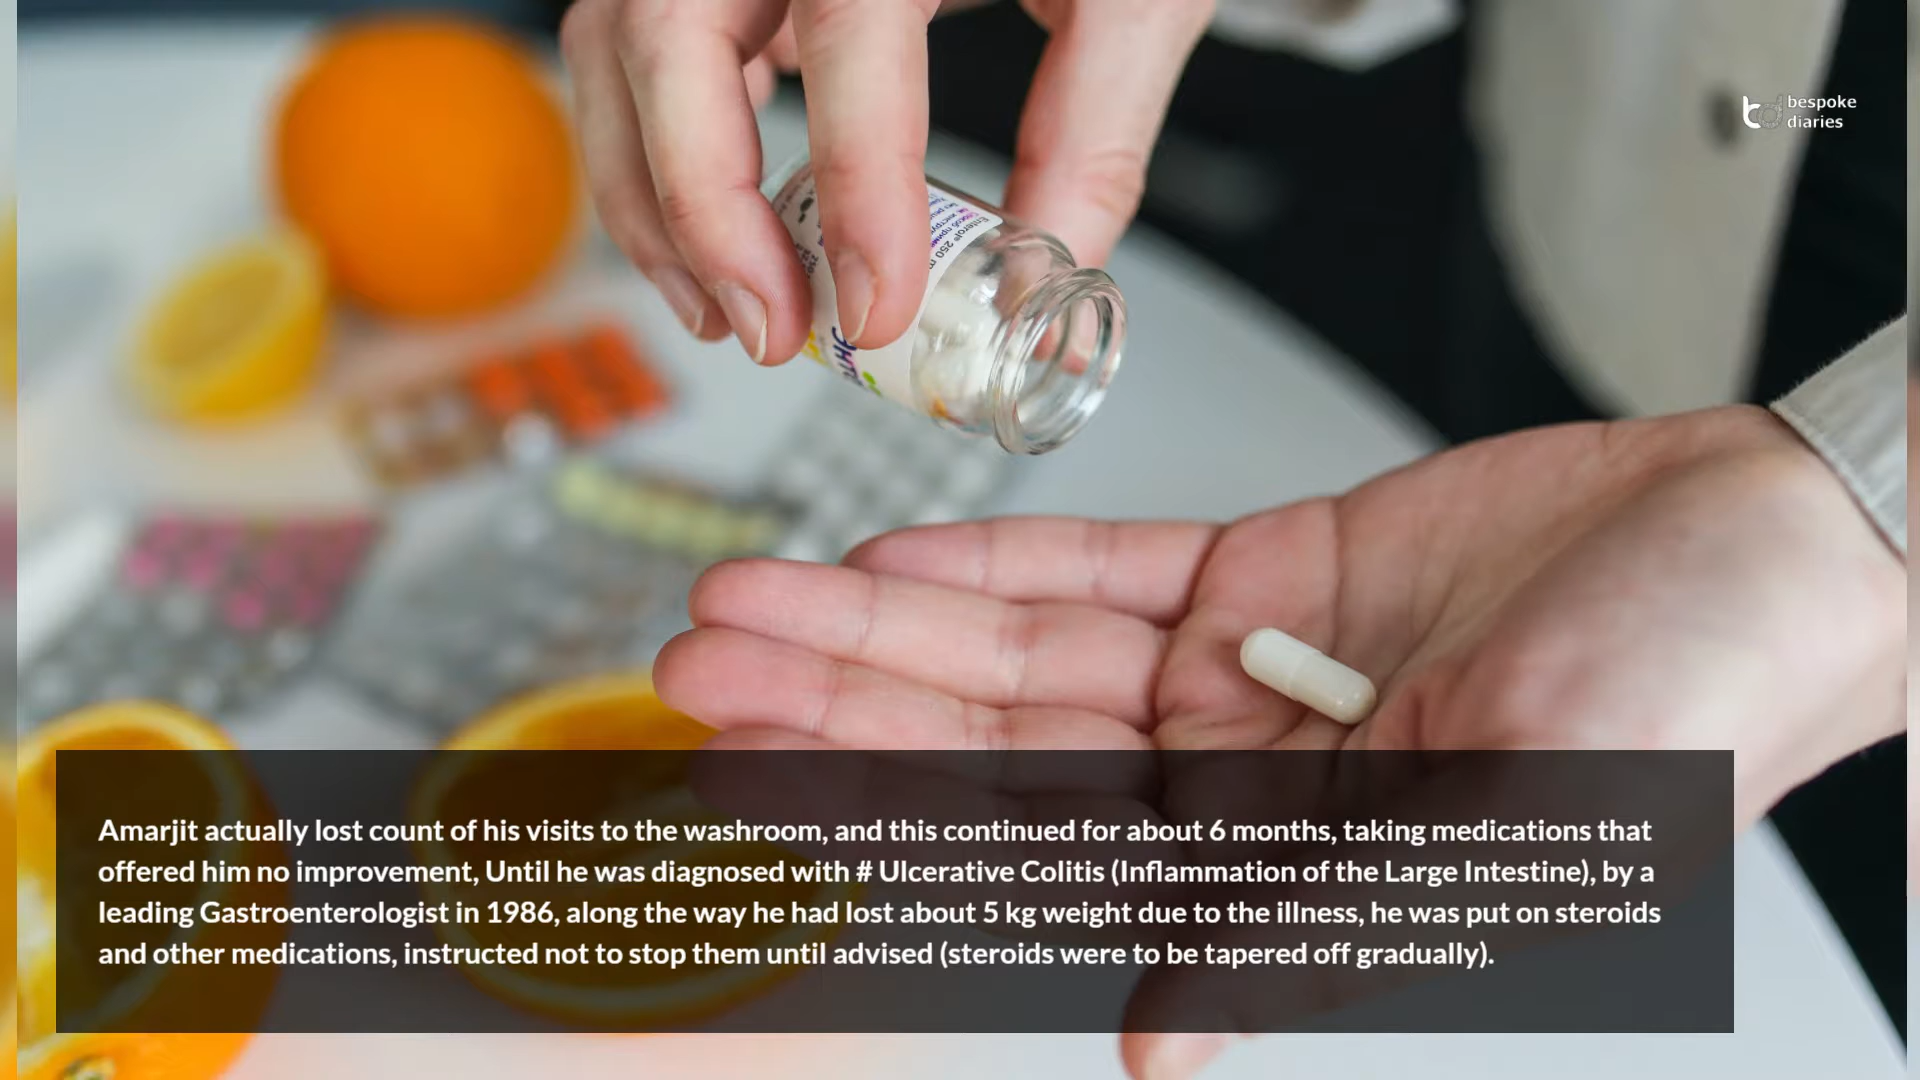 bespoke
diaries
Enterol® 250
Amarjit actually lost count of his visits to the washroom, and this continued for about 6 months, taking medications that
offered him no improvement, Until he was diagnosed with # Ulcerative Colitis (Inflammation of the Large Intestine), by a
leading Gastroenterologist in 1986, along the way he had lost about 5 kg weight due to the illness, he was put on steroids
and other medications, instructed not to stop them until advised (steroids were to be tapered off gradually).